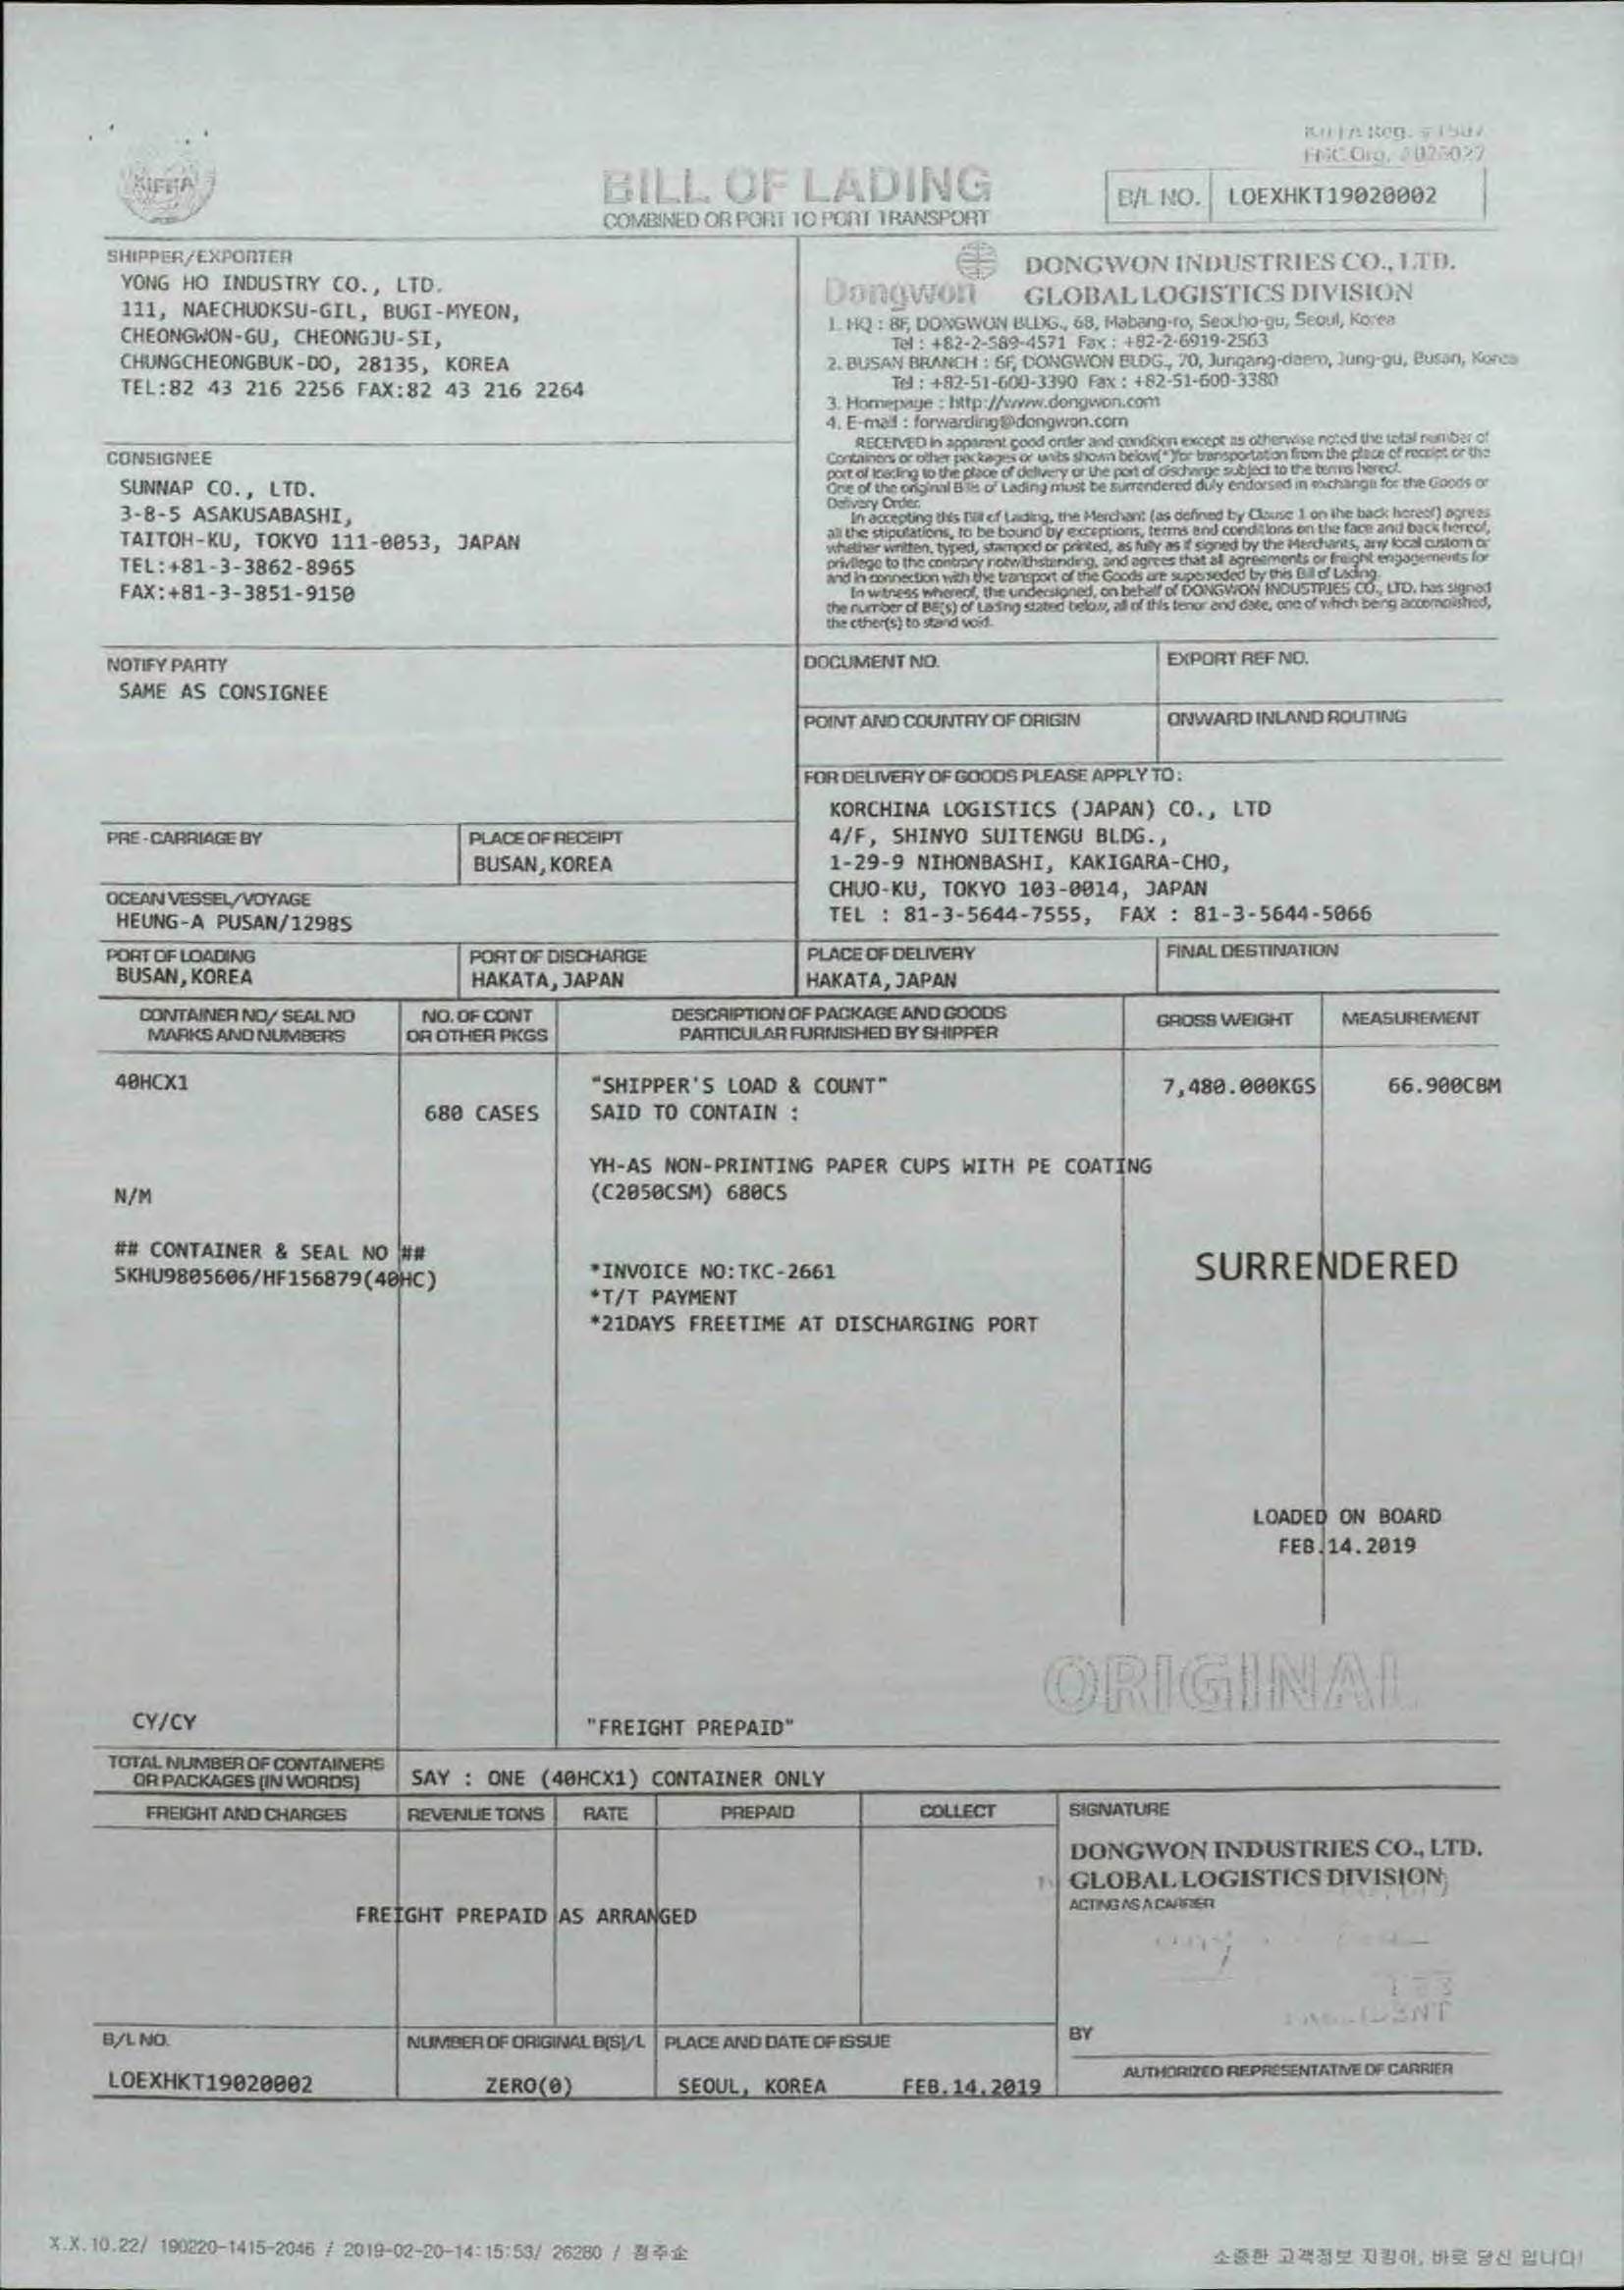 KIFFA
BILL OF LADING
COMBINED OR PORT TO PORT TRANSPORT
B/L NO. LOEXHKT19020002
SHIPPER/EXPORTER
YONG HO INDUSTRY CO., LTD.
111, NAECHUOKSU-GIL, BUGI-MYEON,
CHEONGWON-GU, CHEONGJU-SI,
CHUNGCHEONGBUK-DO, 28135, KOREA
TEL:82 43 216 2256 FAX:82 43 216 2264
Dongwon
DONGWON INDUSTRIES CO., LTD.
GLOBAL LOGISTICS DIVISION
1. HQ : 8F, DONGWON BLDG., 68, Mabang-ro, Seocho-gu, Seoul, Korea
Tel : +82-2-589-4571 Fax : +82-2-6919-2563
2. BUSAN BRANCH : 6F, DONGWON BLDG., 70, Jungang-daero, Jung-gu, Busan, Korea
Tel : +82-51-600-3390 Fax : +82-51-600-3380
3. Homepage : http://www.dongwon.com
4. E-mail : forwarding@dongwon.com
RECEIVED in apparent good order and condition except as otherwise noted the total number of
Containers or other packages or units shown below(*)for transportation from the place of receipt or the
port of loading to the place of delivery or the port of discharge subject to the terms hereof.
One of the original Bills of Lading must be surrendered duly endorsed in exchange for the Goods or
Delivery Order.
In accepting this Bill of Lading, the Merchant (as defined by Clause 1 on the back hereof) agrees
all the stipulations, to be bound by exceptions, terms and conditions on the face and back hereof,
whether written, typed, stamped or printed, as fully as if signed by the Merchants, any local custom or
privilege to the contrary notwithstanding, and agrees that all agreements or freight engagements for
and in connection with the transport of the Goods are superseded by this Bill of Lading.
In witness whereof, the undersigned, on behalf of DONGWON INDUSTRIES CO., LTD. has signed
the number of Bill(s) of Lading stated below, all of this tenor and date, one of which being accomplished,
the other(s) to stand void.
CONSIGNEE
SUNNAP CO., LTD.
3-8-5 ASAKUSABASHI,
TAITOH-KU, TOKYO 111-0053, JAPAN
TEL:+81-3-3862-8965
FAX:+81-3-3851-9150
NOTIFY PARTY
SAME AS CONSIGNEE
DOCUMENT NO. EXPORT REF NO.
POINT AND COUNTRY OF ORIGIN ONWARD INLAND ROUTING
FOR DELIVERY OF GOODS PLEASE APPLY TO :
KORCHINA LOGISTICS (JAPAN) CO., LTD
4/F, SHINYO SUITENGU BLDG.,
1-29-9 NIHONBASHI, KAKIGARA-CHO,
CHUO-KU, TOKYO 103-0014, JAPAN
TEL : 81-3-5644-7555, FAX : 81-3-5644-5066
PRE-CARRIAGE BY PLACE OF RECEIPT
BUSAN,KOREA
OCEAN VESSEL/VOYAGE
HEUNG-A PUSAN/1298S
PORT OF LOADING PORT OF DISCHARGE PLACE OF DELIVERY FINAL DESTINATION
BUSAN,KOREA HAKATA,JAPAN HAKATA,JAPAN
CONTAINER NO/ SEAL NO NO. OF CONT DESCRIPTION OF PACKAGE AND GOODS GROSS WEIGHT MEASUREMENT
MARKS AND NUMBERS OR OTHER PKGS PARTICULAR FURNISHED BY SHIPPER
40HCX1 "SHIPPER'S LOAD & COUNT" 7,480.000KGS 66.900CBM
680 CASES SAID TO CONTAIN :
YH-AS NON-PRINTING PAPER CUPS WITH PE COATING
N/M (C2050CSM) 680CS
## CONTAINER & SEAL NO ##
SKHU9805606/HF156879(40HC)
*INVOICE NO:TKC-2661
*T/T PAYMENT
*21DAYS FREETIME AT DISCHARGING PORT
SURRENDERED
LOADED ON BOARD
FEB.14.2019
ORIGINAL
CY/CY "FREIGHT PREPAID"
TOTAL NUMBER OF CONTAINERS
OR PACKAGES (IN WORDS)
SAY : ONE (40HCX1) CONTAINER ONLY
FREIGHT AND CHARGES REVENUE TONS RATE PREPAID COLLECT
FREIGHT PREPAID AS ARRANGED
SIGNATURE
DONGWON INDUSTRIES CO., LTD.
GLOBAL LOGISTICS DIVISION
ACTING AS A CARRIER
BY
AUTHORIZED REPRESENTATIVE OF CARRIER
B/L NO. NUMBER OF ORIGINAL B(S)/L PLACE AND DATE OF ISSUE
LOEXHKT19020002 ZERO(0) SEOUL, KOREA FEB.14.2019
X.X.10.22/ 190220-1415-2046 / 2019-02-20-14:15:53/ 26280 / 청주순
소중한 고객정보 지킴이, 바로 당신 입니다!